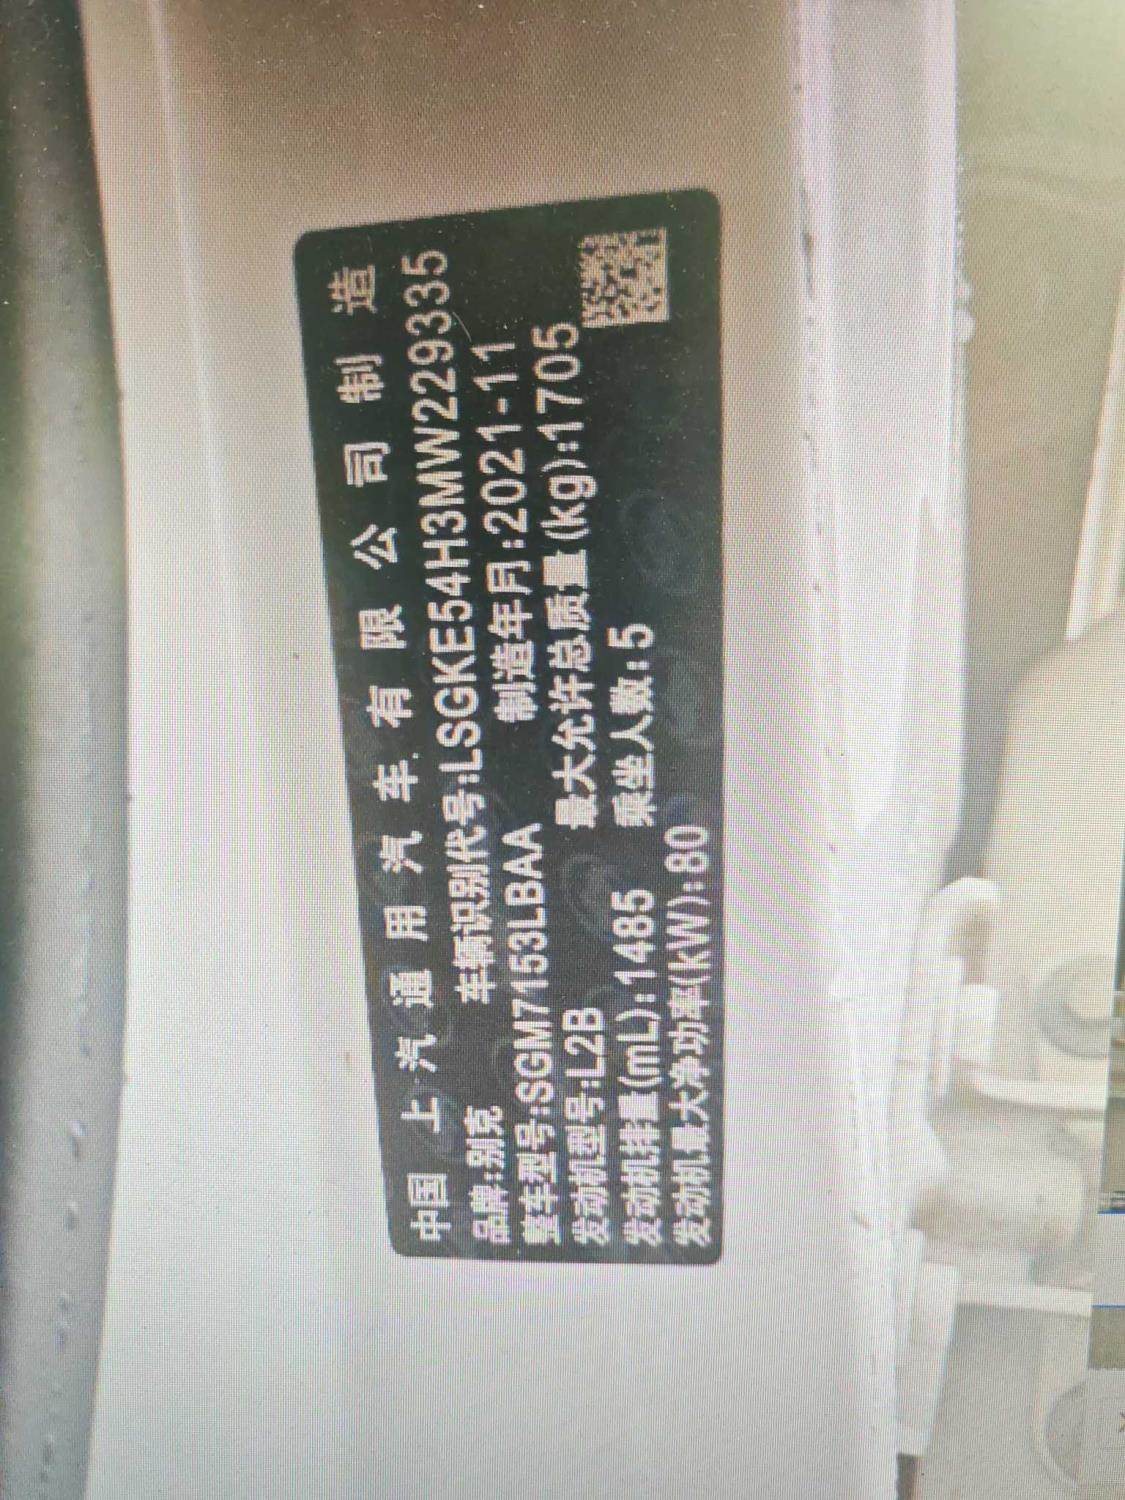 中国 上汽通用汽车有限公司制造
品牌:别克 车辆识别代号:LSGKE54H3MW229335
整车型号:SGM7153LBAA 制造年月:2021-11
发动机型号:L2B 最大允许总质量(kg):1705
发动机排量(mL):1485 乘坐人数:5
发动机最大净功率(kW):80